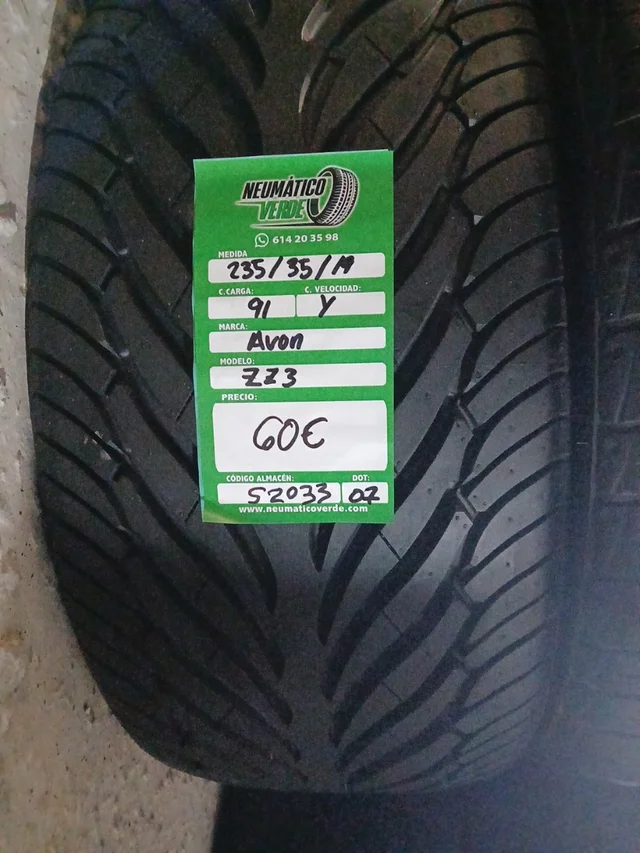 NEUMÁTICO
VERDE
614 20 35 98
MEDIDA
235/35/19
C.CARGA: C. VELOCIDAD:
91 Y
MARCA:
Avon
MODELO:
ZZ3
PRECIO:
60€
CÓDIGO ALMACÉN: DOT:
S2033 07
www.neumaticoverde.com